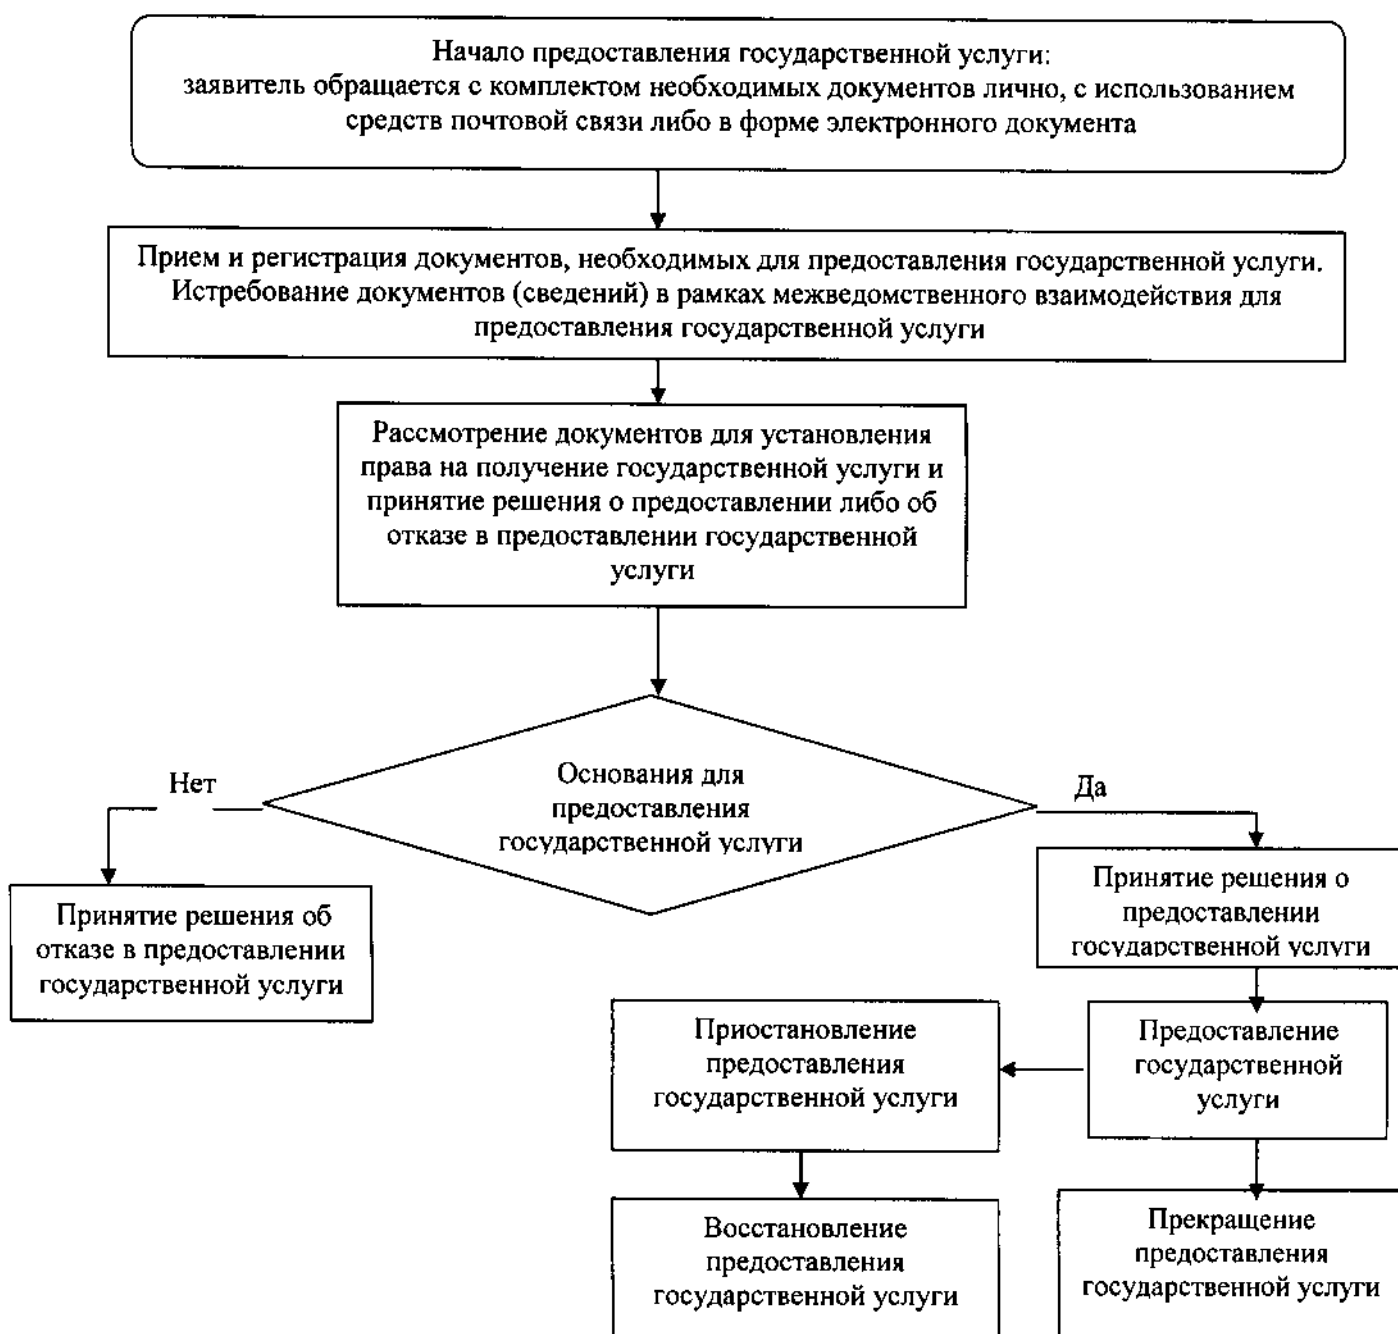 Начало предоставления государственной услуги:
заявитель обращается с комплектом необходимых документов лично, с использованием
средств почтовой связи либо в форме электронного документа
Прием и регистрация документов, необходимых для предоставления государственной услуги.
Истребование документов (сведений) в рамках межведомственного взаимодействия для
предоставления государственной услуги
Рассмотрение документов для установления
права на получение государственной услуги и
принятие решения о предоставлении либо об
отказе в предоставлении государственной
услуги
Основания для
предоставления
государственной услуги
Нет
Да
Принятие решения об
отказе в предоставлении
государственной услуги
Принятие решения о
предоставлении
государственной услуги
Приостановление
предоставления
государственной услуги
Предоставление
государственной
услуги
Восстановление
предоставления
государственной услуги
Прекращение
предоставления
государственной услуги